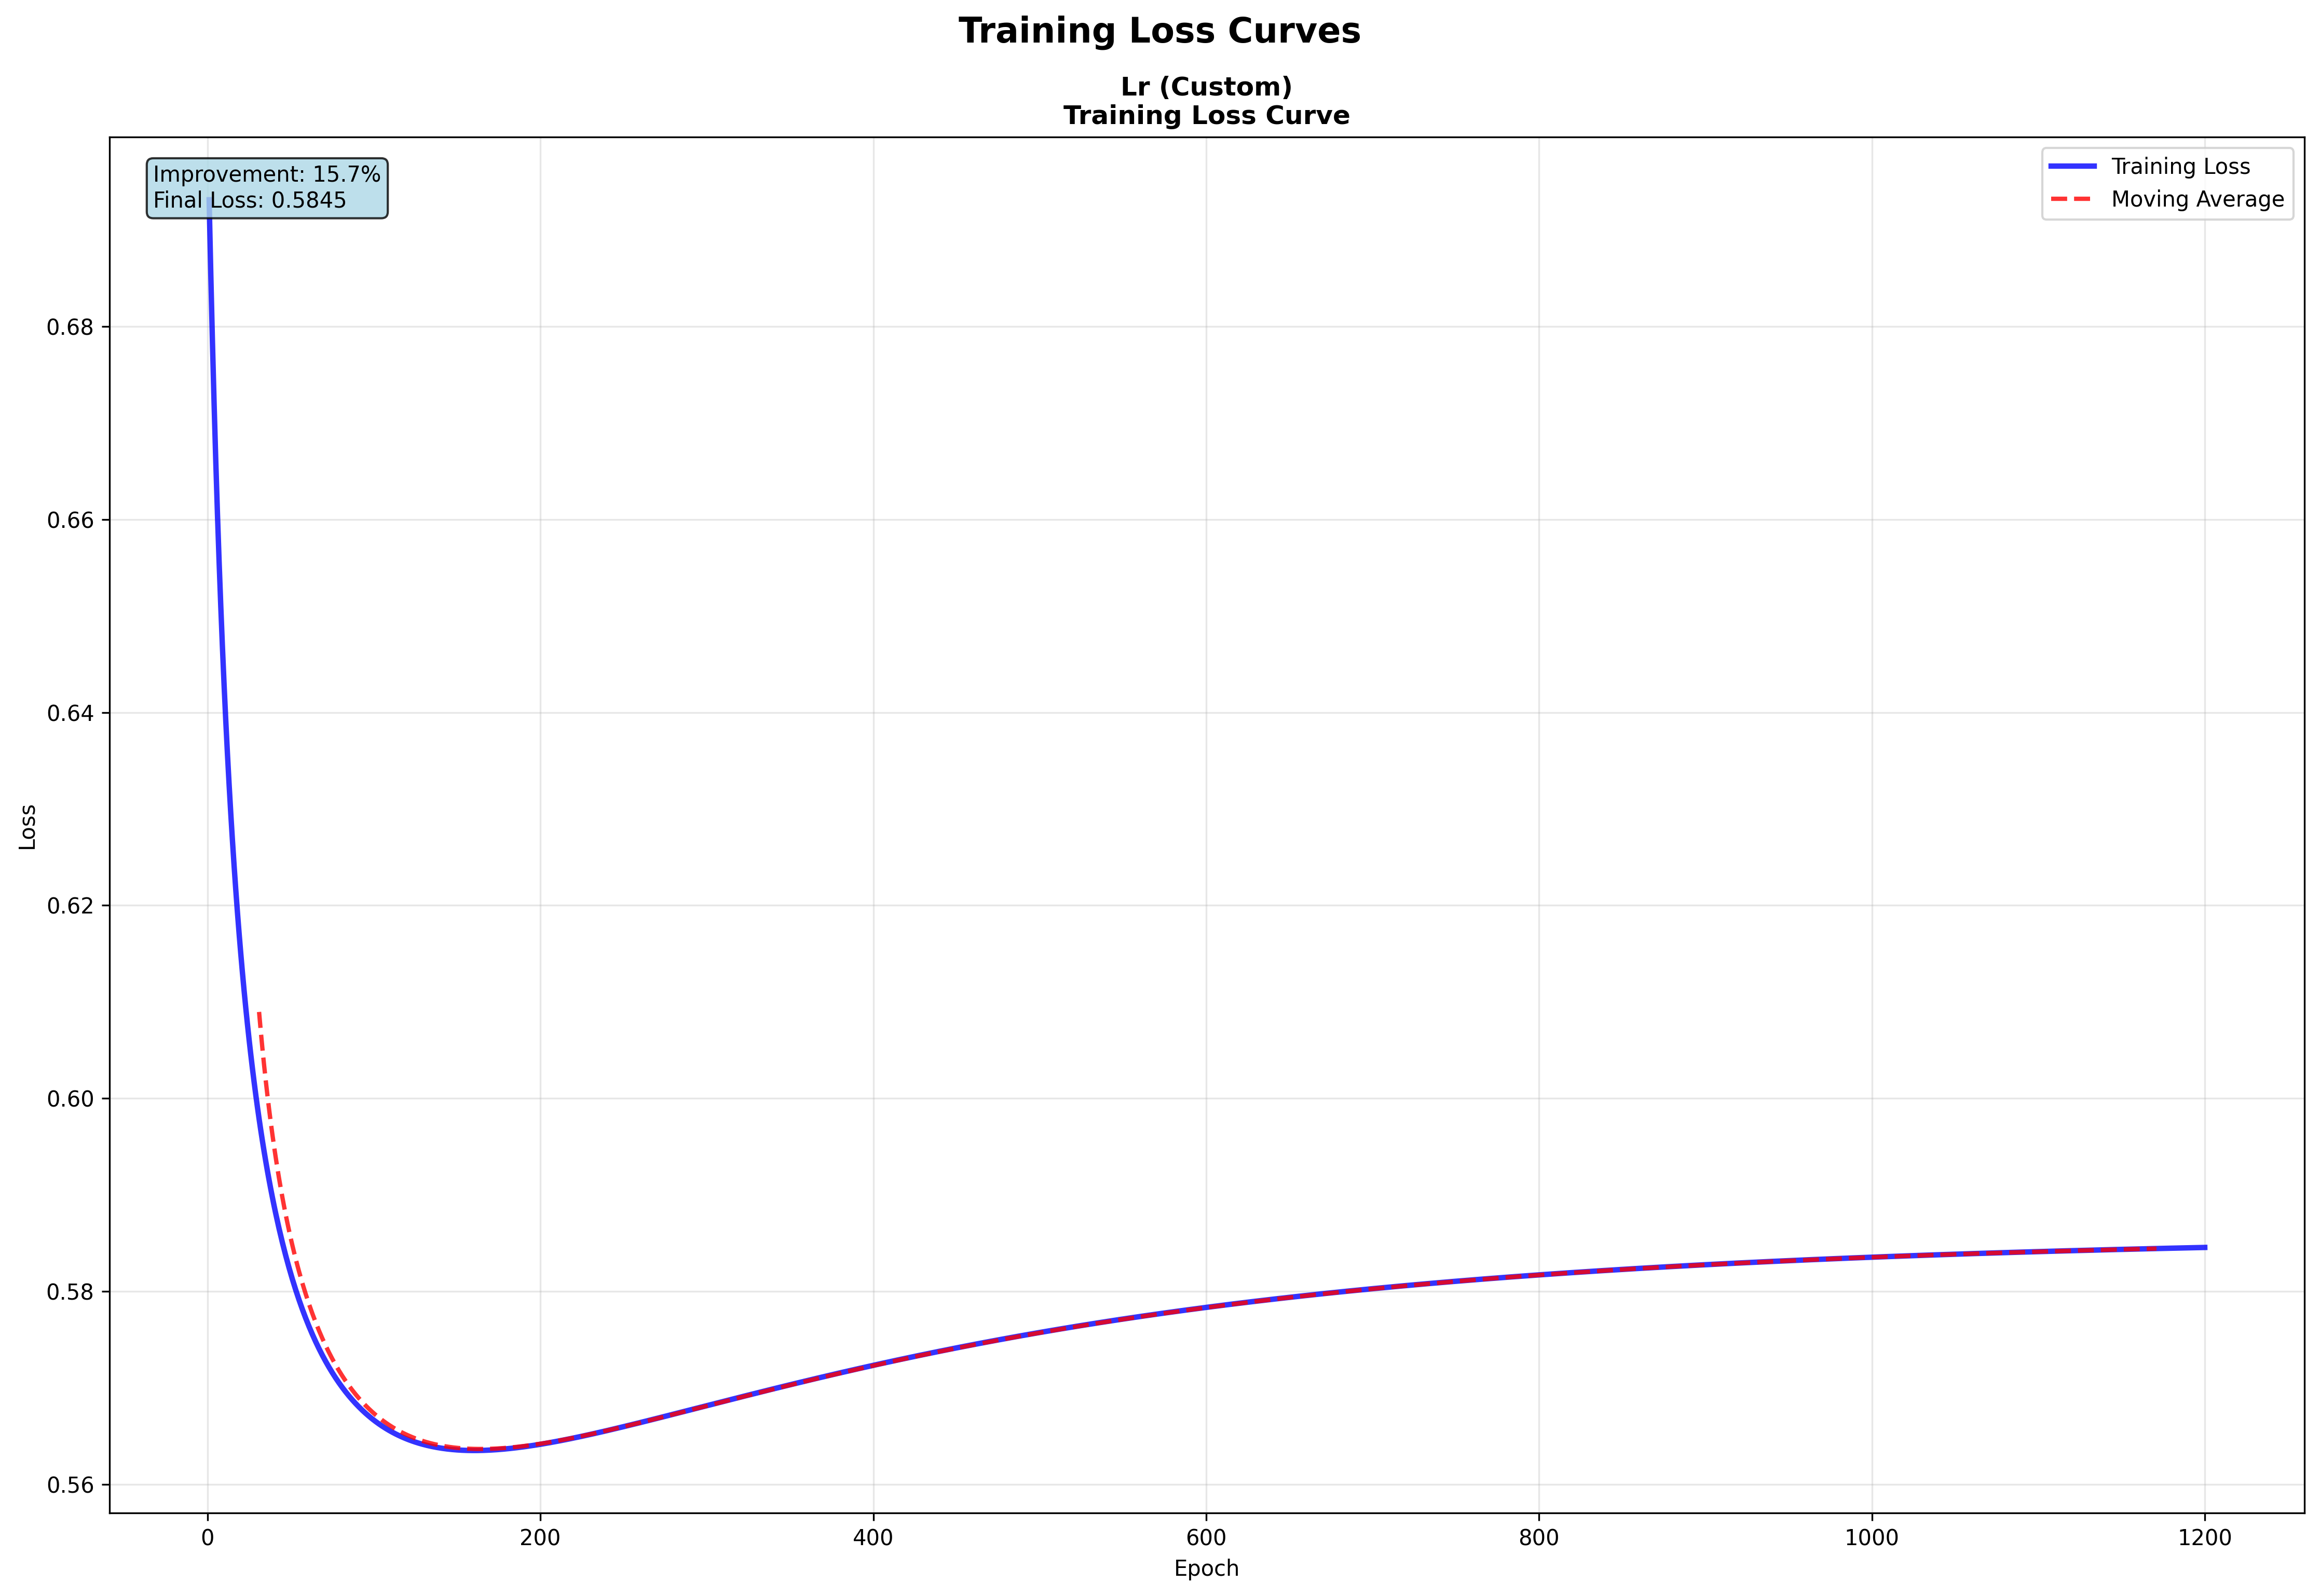 Training Loss Curves
Lr (Custom)
Training Loss Curve
Improvement: 15.7%
Final Loss: 0.5845
Training Loss
Moving Average
0.68
0.66
0.64
0.62
0.60
0.58
0.56
Loss
0
200
400
600
800
1000
1200
Epoch